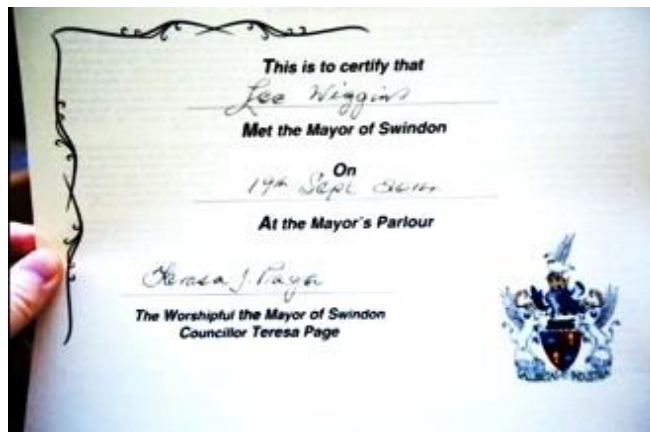 This is to certify that
Lee Wiggins
Met the Mayor of Swindon
On
19th Sept
At the Mayor's Parlour
Teresa J. Page
The Worshipful the Mayor of Swindon
Councillor Teresa Page